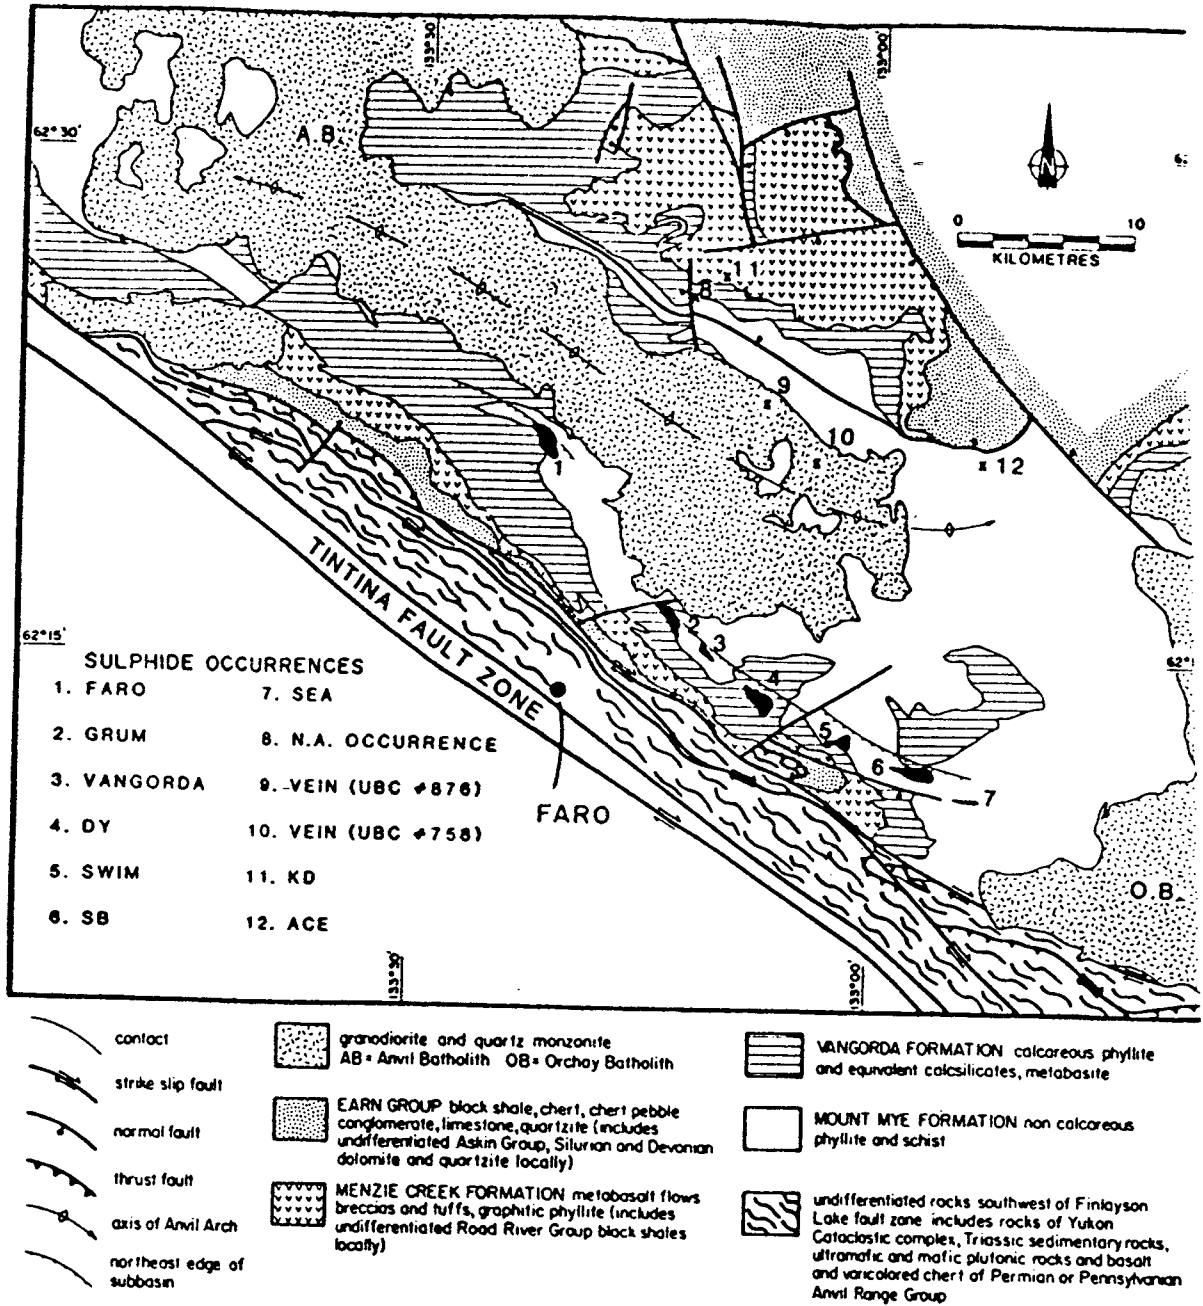 133°30'
133°00'
62°30'
A.B.
62
N
0 10
KILOMETRES
11
8
9
10
12
1
TINTINA FAULT ZONE
62°15'
2
3
4
5
6
7
62°1
SULPHIDE OCCURRENCES
1. FARO
2. GRUM
3. VANGORDA
4. DY
5. SWIM
6. SB
7. SEA
8. N.A. OCCURRENCE
9. VEIN (UBC #876)
10. VEIN (UBC #758)
11. KD
12. ACE
FARO
O.B.
133°30'
133°00'
contact
strike slip fault
normal fault
thrust fault
axis of Anvil Arch
northeast edge of
subbasin
granodiorite and quartz monzonite
AB = Anvil Batholith OB = Orchay Batholith
EARN GROUP black shale, chert, chert pebble
conglomerate, limestone, quartzite (includes
undifferentiated Askin Group, Silurian and Devonian
dolomite and quartzite locally)
MENZIE CREEK FORMATION metabasalt flows
breccias and tuffs, graphitic phyllite (includes
undifferentiated Road River Group black shales
locally)
VANGORDA FORMATION calcareous phyllite
and equivalent calcsilicates, metabasite
MOUNT MYE FORMATION non calcareous
phyllite and schist
undifferentiated rocks southwest of Finlayson
Lake fault zone includes rocks of Yukon
Cataclastic complex, Triassic sedimentary rocks,
ultramafic and mafic plutonic rocks and basalt
and varicolored chert of Permian or Pennsylvanian
Anvil Range Group